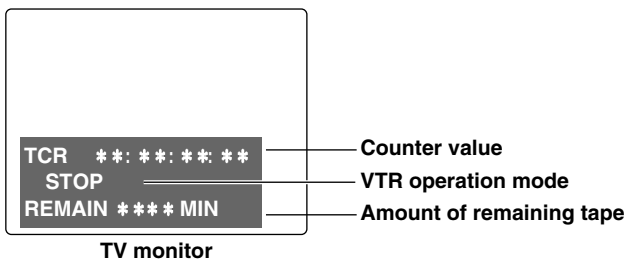 TCR **:**:**:** Counter value
STOP VTR operation mode
REMAIN **** MIN Amount of remaining tape
TV monitor